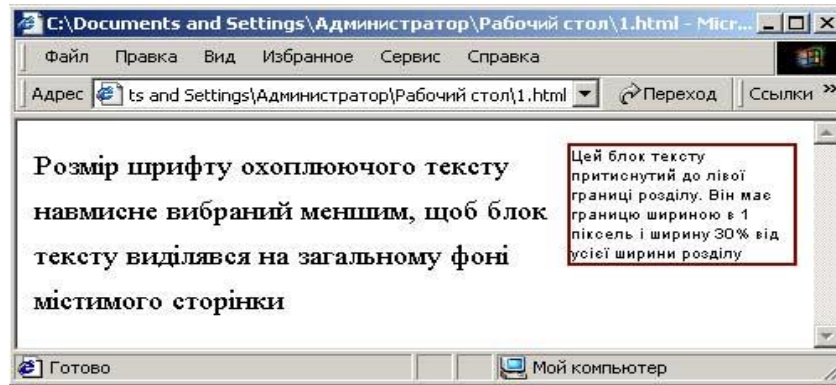 C:\Documents and Settings\Администратор\Рабочий стол\1.html - Micr...
Файл Правка Вид Избранное Сервис Справка
Адрес ts and Settings\Администратор\Рабочий стол\1.html Переход Ссылки »
Розмір шрифту охоплюючого тексту
навмисне вибраний меншим, щоб блок
тексту виділявся на загальному фоні
містимого сторінки
Цей блок тексту
притиснутий до лівої
границі розділу. Він має
границю шириною в 1
піксель і ширину 30% від
усієї ширини розділу
Готово Мой компьютер